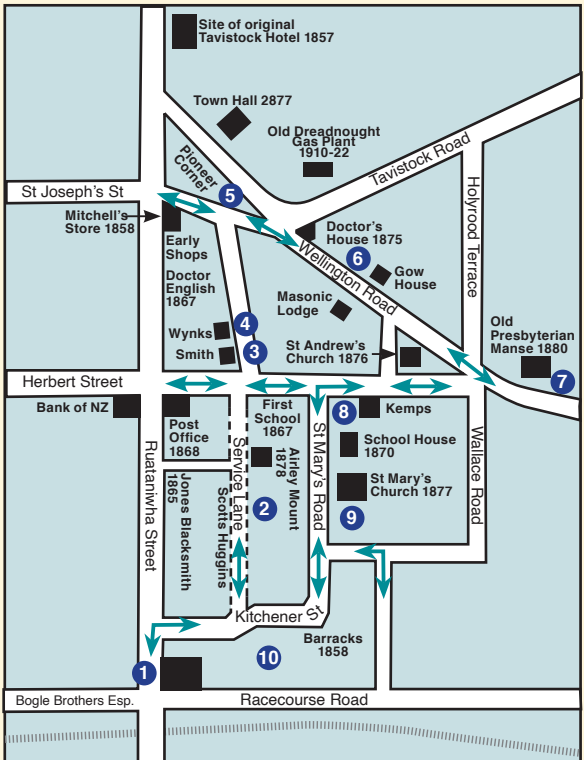 Site of original
Tavistock Hotel 1857
Town Hall 2877
Old Dreadnought
Gas Plant
1910-22
Tavistock Road
Pioneer
Corner
St Joseph's St
5
Mitchell's
Store 1858
Early
Shops
Doctor's
House 1875
Holyrood Terrace
6
Wellington Road
Gow
House
Doctor
English
1867
Masonic
Lodge
Wynks
4
Smith
3
St Andrew's
Church 1876
Old
Presbyterian
Manse 1880
7
Herbert Street
Bank of NZ
Post
Office
1868
First
School
1867
8
Kemps
Ruataniwha Street
Service Lane
Airley Mount
1878
St Mary's Road
School House
1870
Wallace Road
Jones Blacksmith
1865
Scotts Huggins
2
St Mary's
Church 1877
9
Kitchener St
Barracks
1858
1
10
Bogle Brothers Esp.
Racecourse Road